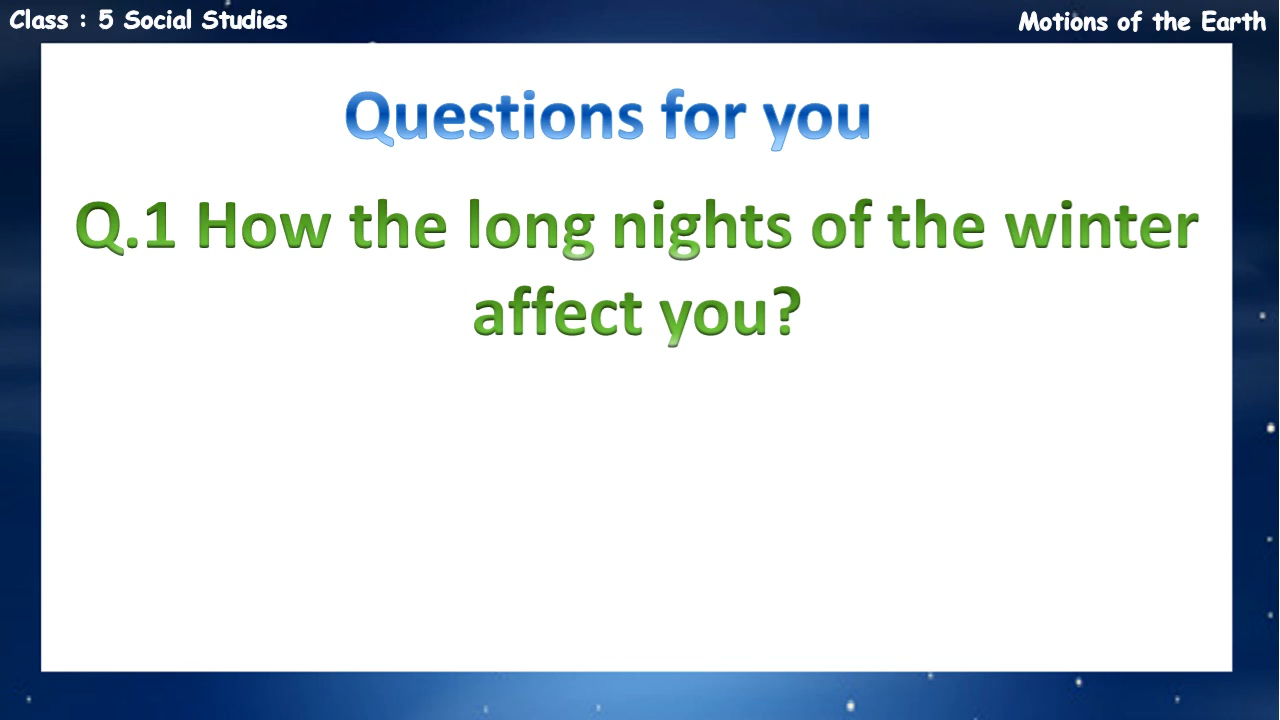 Class : 5 Social Studies
Motions of the Earth
Questions for you
Q.1 How the long nights of the winter
affect you?